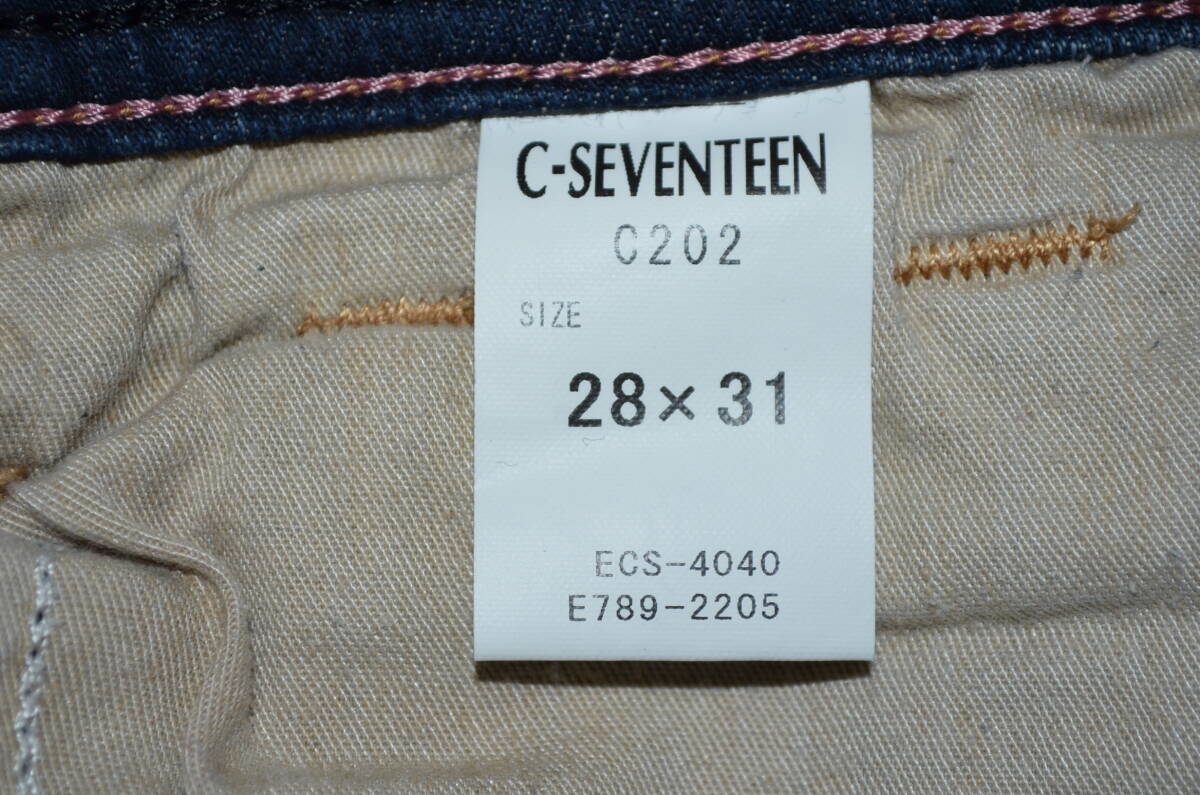 C-SEVENTEEN
C202
SIZE
28×31
ECS-4040
E789-2205